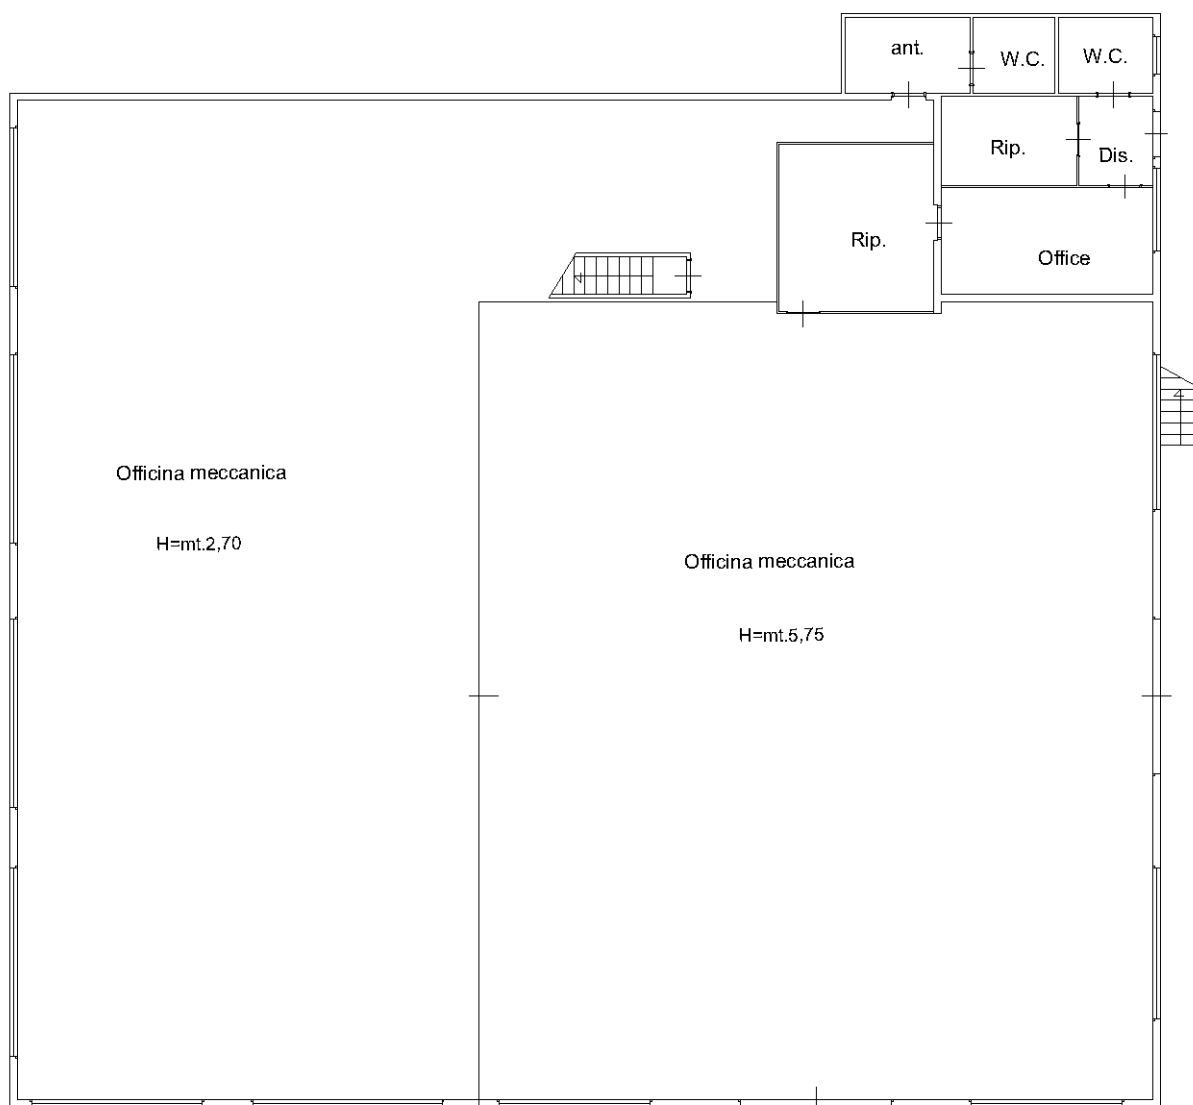 ant.
W.C.
W.C.
Rip.
Dis.
Rip.
Office
Officina meccanica
H=mt.2,70
Officina meccanica
H=mt.5,75